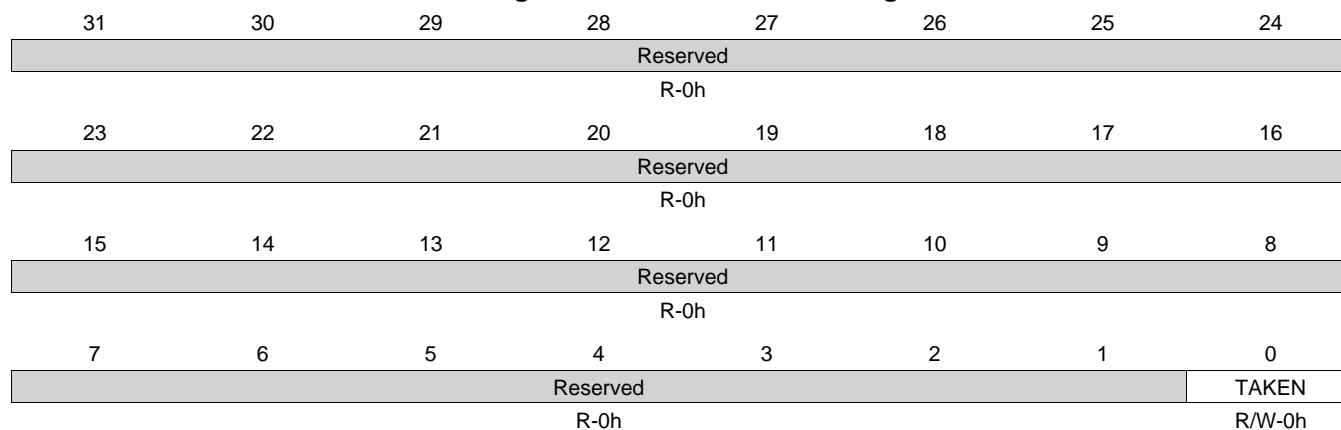 31 30 29 28 27 26 25 24
Reserved
R-0h
23 22 21 20 19 18 17 16
Reserved
R-0h
15 14 13 12 11 10 9 8
Reserved
R-0h
7 6 5 4 3 2 1 0
Reserved TAKEN
R-0h R/W-0h